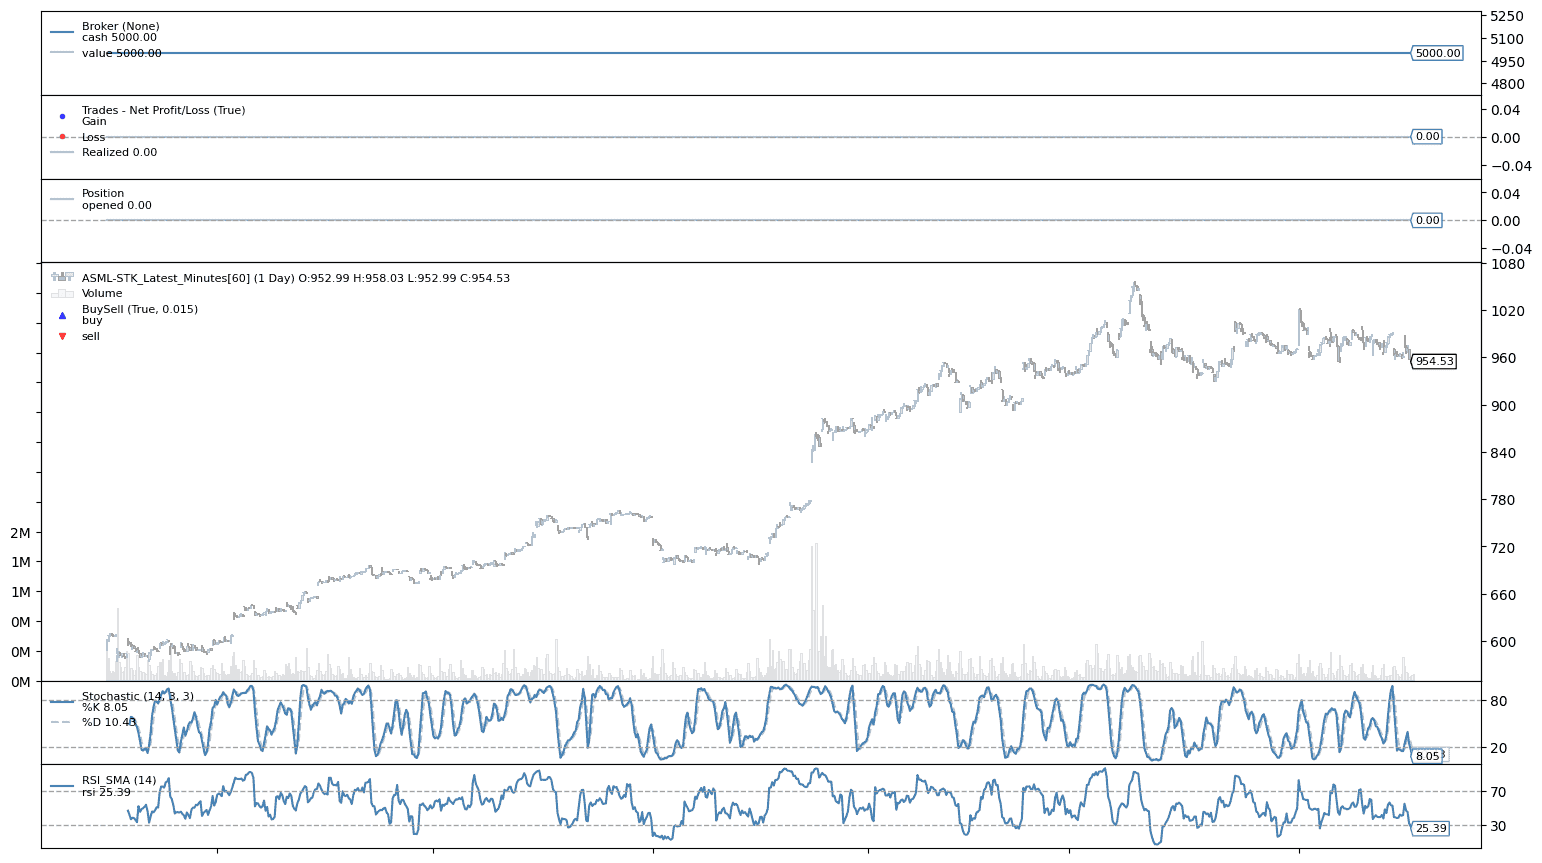 Broker (None)
cash 5000.00
value 5000.00
5250
5100
4950
4800
5000.00
Trades - Net Profit/Loss (True)
Gain
Loss
Realized 0.00
0.04
0.00
−0.04
0.00
Position
opened 0.00
0.04
0.00
−0.04
0.00
ASML-STK_Latest_Minutes[60] (1 Day) O:952.99 H:958.03 L:952.99 C:954.53
Volume
BuySell (True, 0.015)
buy
sell
1080
1020
960
900
840
780
720
660
600
954.53
2M
1M
1M
0M
0M
0M
Stochastic (14, 3, 3)
%K 8.05
%D 10.43
80
20
8.05
RSI_SMA (14)
rsi 25.39
70
30
25.39